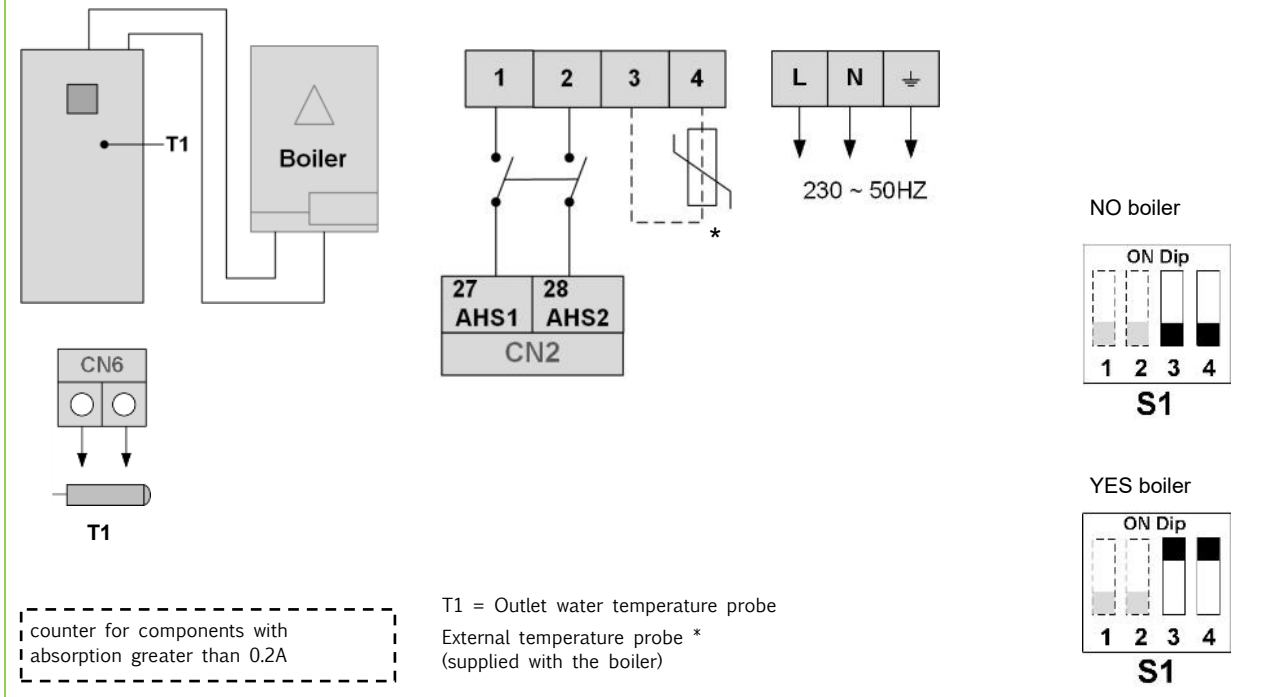 T1
Boiler
CN6
T1
counter for components with
absorption greater than 0.2A
1 2 3 4
27 28
AHS1 AHS2
CN2
*
L N
230 ~ 50HZ
T1 = Outlet water temperature probe
External temperature probe *
(supplied with the boiler)
NO boiler
ON Dip
1 2 3 4
S1
YES boiler
ON Dip
1 2 3 4
S1